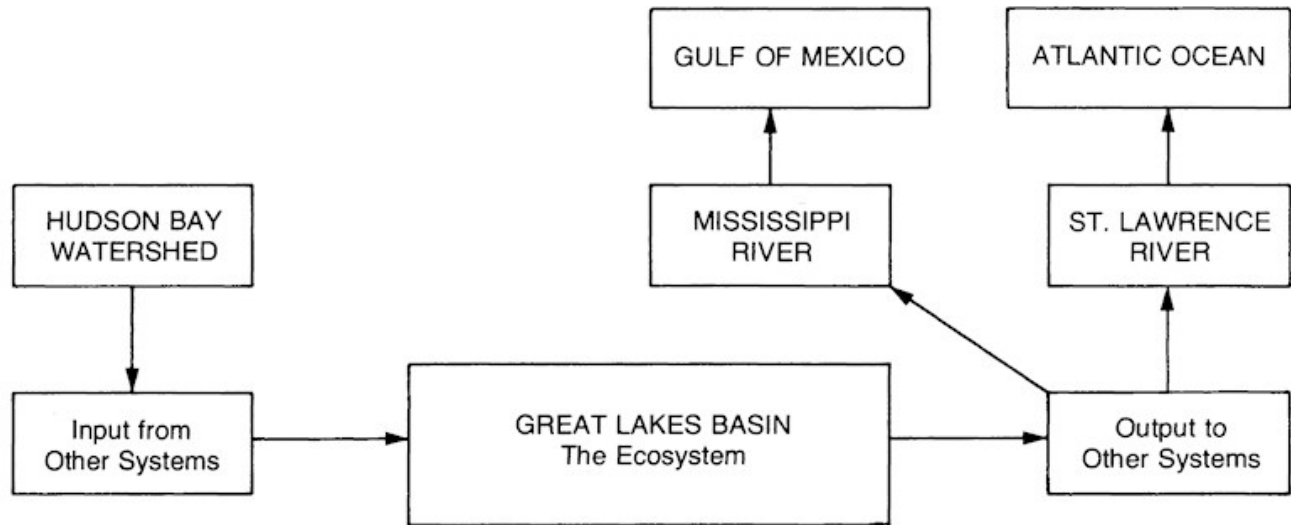 GULF OF MEXICO
ATLANTIC OCEAN
HUDSON BAY
WATERSHED
MISSISSIPPI
RIVER
ST. LAWRENCE
RIVER
Input from
Other Systems
GREAT LAKES BASIN
The Ecosystem
Output to
Other Systems